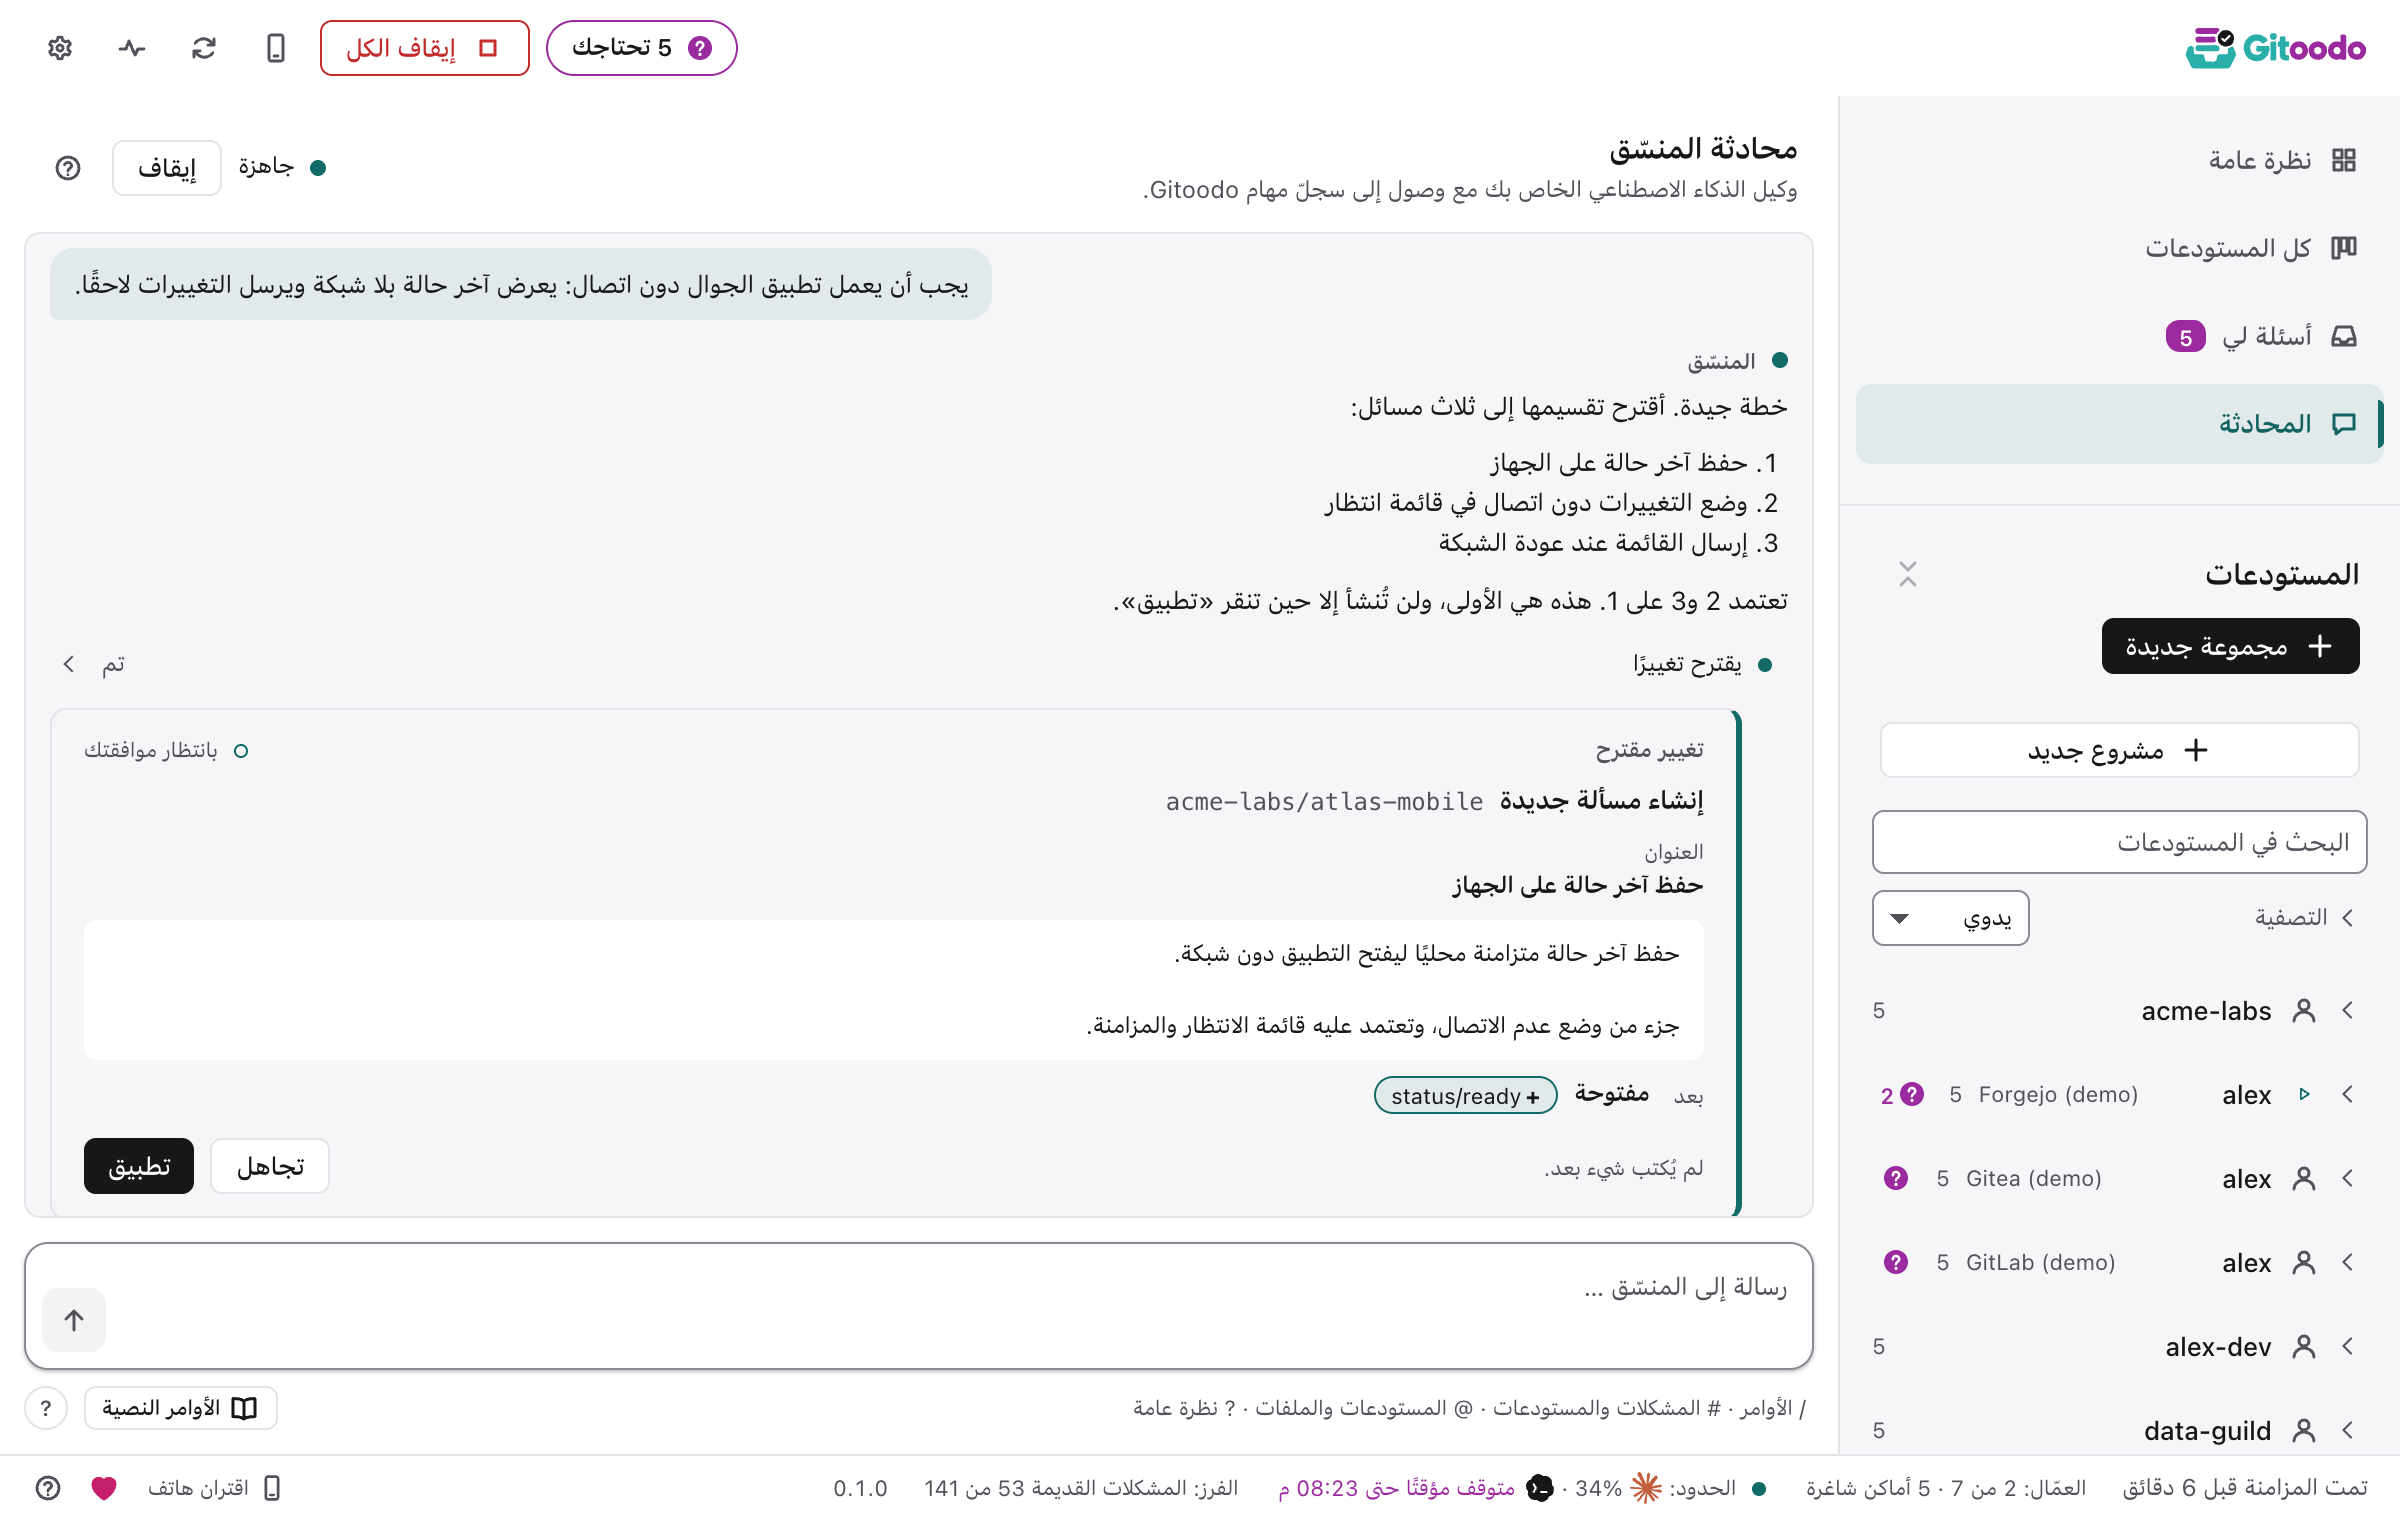 Gitoodo
5 تحتاجك
إيقاف الكل
نظرة عامة
كل المستودعات
أسئلة لي 5
المحادثة
المستودعات
مجموعة جديدة
مشروع جديد
البحث في المستودعات
التصفية
يدوي
acme-labs 5
alex Forgejo (demo) 5 ? 2
alex Gitea (demo) 5 ?
alex GitLab (demo) 5 ?
alex-dev 5
data-guild 5
محادثة المنسّق
وكيل الذكاء الاصطناعي الخاص بك مع وصول إلى سجلّ مهام Gitoodo.
جاهزة
إيقاف
يجب أن يعمل تطبيق الجوال دون اتصال: يعرض آخر حالة بلا شبكة ويرسل التغييرات لاحقًا.
المنسّق
خطة جيدة. أقترح تقسيمها إلى ثلاث مسائل:
1. حفظ آخر حالة على الجهاز
2. وضع التغييرات دون اتصال في قائمة انتظار
3. إرسال القائمة عند عودة الشبكة
تعتمد 2 و3 على 1. هذه هي الأولى، ولن تُنشأ إلا حين تنقر «تطبيق».
يقترح تغييرًا
تم
تغيير مقترح
بانتظار موافقتك
إنشاء مسألة جديدة acme-labs/atlas-mobile
العنوان
حفظ آخر حالة على الجهاز
حفظ آخر حالة متزامنة محليًا ليفتح التطبيق دون شبكة.
جزء من وضع عدم الاتصال، وتعتمد عليه قائمة الانتظار والمزامنة.
بعد مفتوحة +status/ready
لم يُكتب شيء بعد.
تجاهل
تطبيق
رسالة إلى المنسّق ...
/ الأوامر · # المشكلات والمستودعات · @ المستودعات والملفات · ? نظرة عامة
الأوامر النصية
?
تمت المزامنة قبل 6 دقائق
العمّال: 2 من 7 · 5 أماكن شاغرة
الحدود: 34% · متوقف مؤقتًا حتى 08:23 م
الفرز: المشكلات القديمة 53 من 141
0.1.0
اقتران هاتف